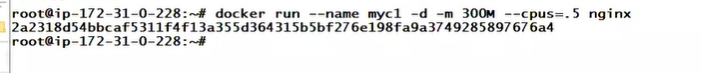 root@ip-172-31-0-228:~# docker run --name myc1 -d -m 300M --cpus=.5 nginx
2a2318d54bbcaf5311f4f13a355d364315b5bf276e198fa9a3749285897676a4
root@ip-172-31-0-228:~#